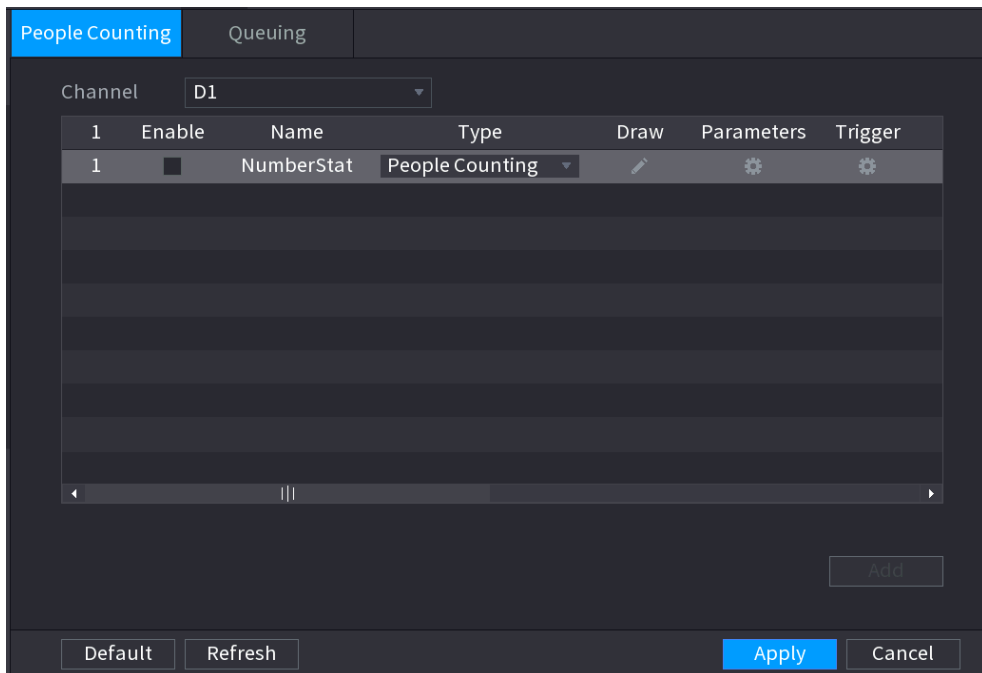 People Counting Queuing
Channel D1
1 Enable Name Type Draw Parameters Trigger
1 NumberStat People Counting
Add
Default Refresh Apply Cancel